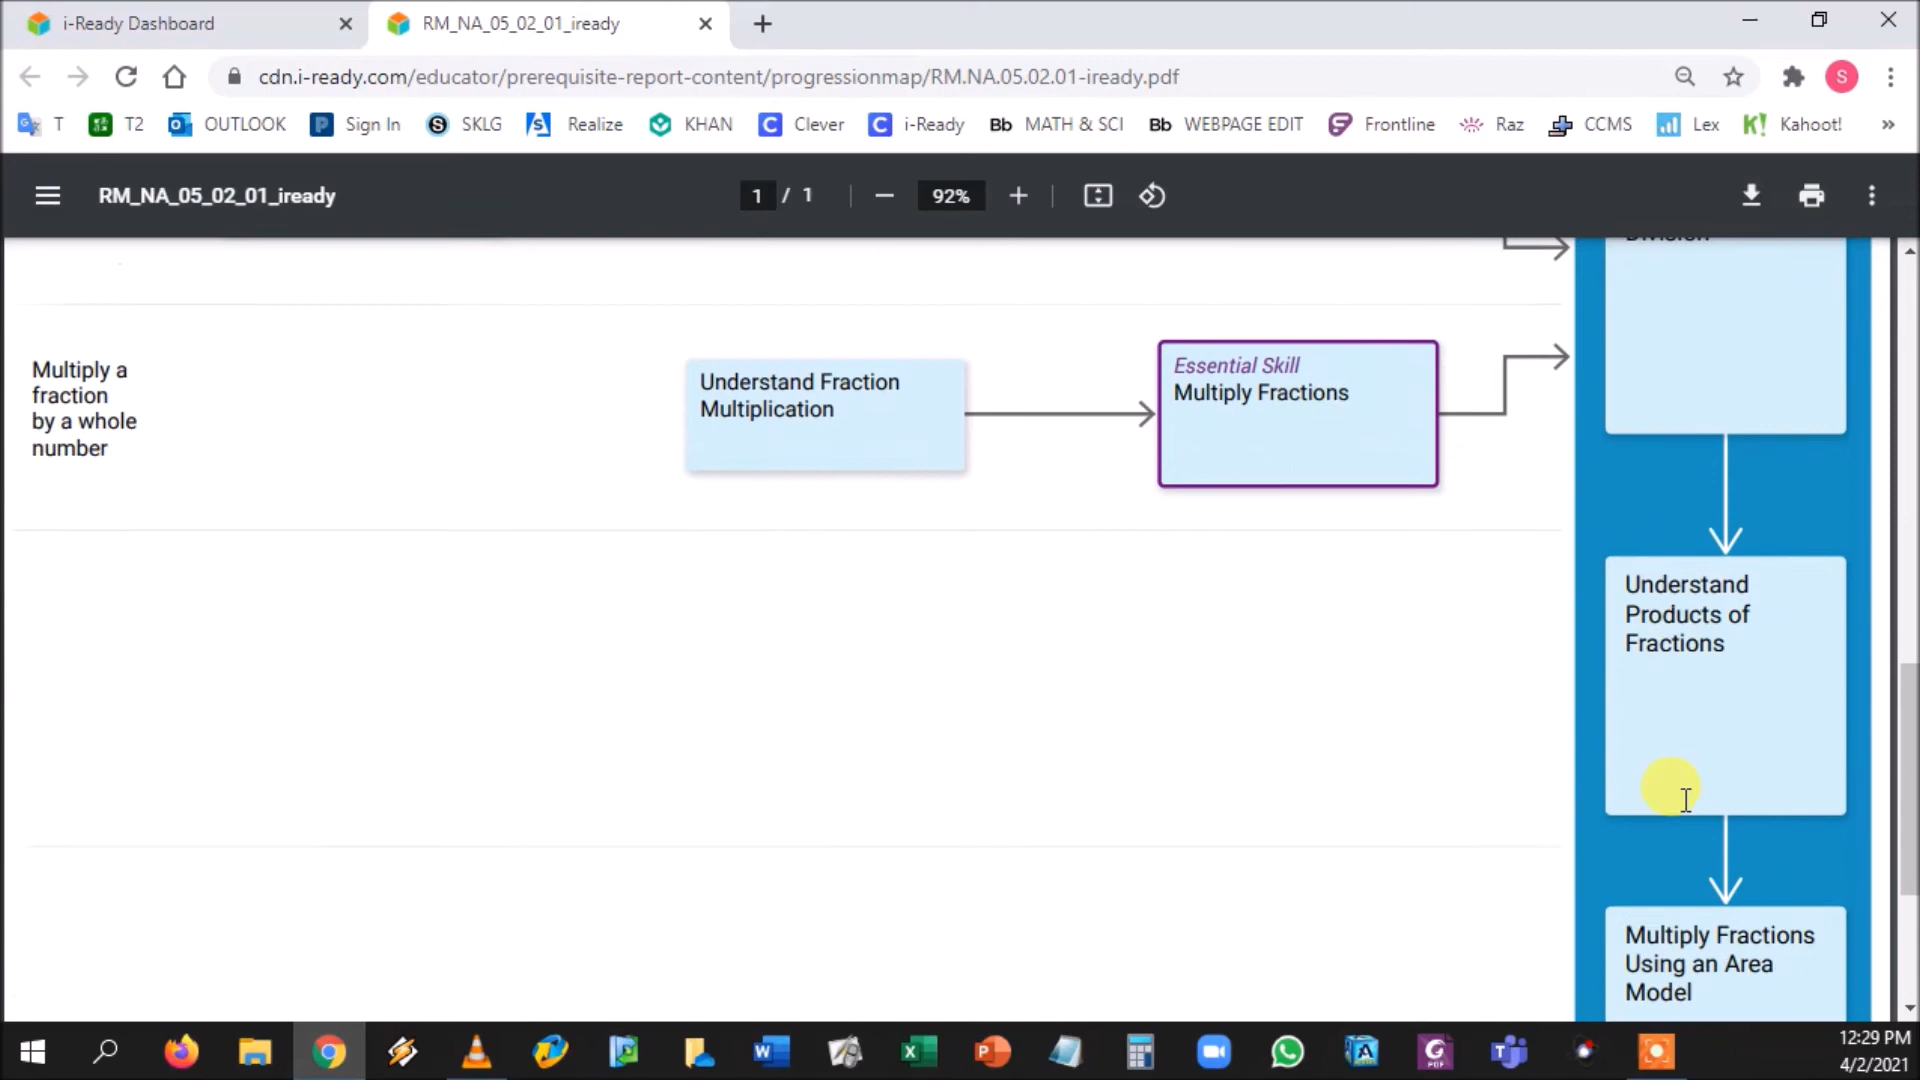 i-Ready Dashboard
RM_NA_05_02_01_iready
cdn.i-ready.com/educator/prerequisite-report-content/progressionmap/RM.NA.05.02.01-iready.pdf
S
T
T2
OUTLOOK
Sign In
SKLG
Realize
KHAN
Clever
i-Ready
Bb MATH & SCI
Bb WEBPAGE EDIT
Frontline
Raz
CCMS
Lex
Kahoot!
»
RM_NA_05_02_01_iready
1 / 1
92%
Division
Multiply a
fraction
by a whole
number
Understand Fraction
Multiplication
Essential Skill
Multiply Fractions
Understand
Products of
Fractions
Multiply Fractions
Using an Area
Model
12:29 PM
4/2/2021